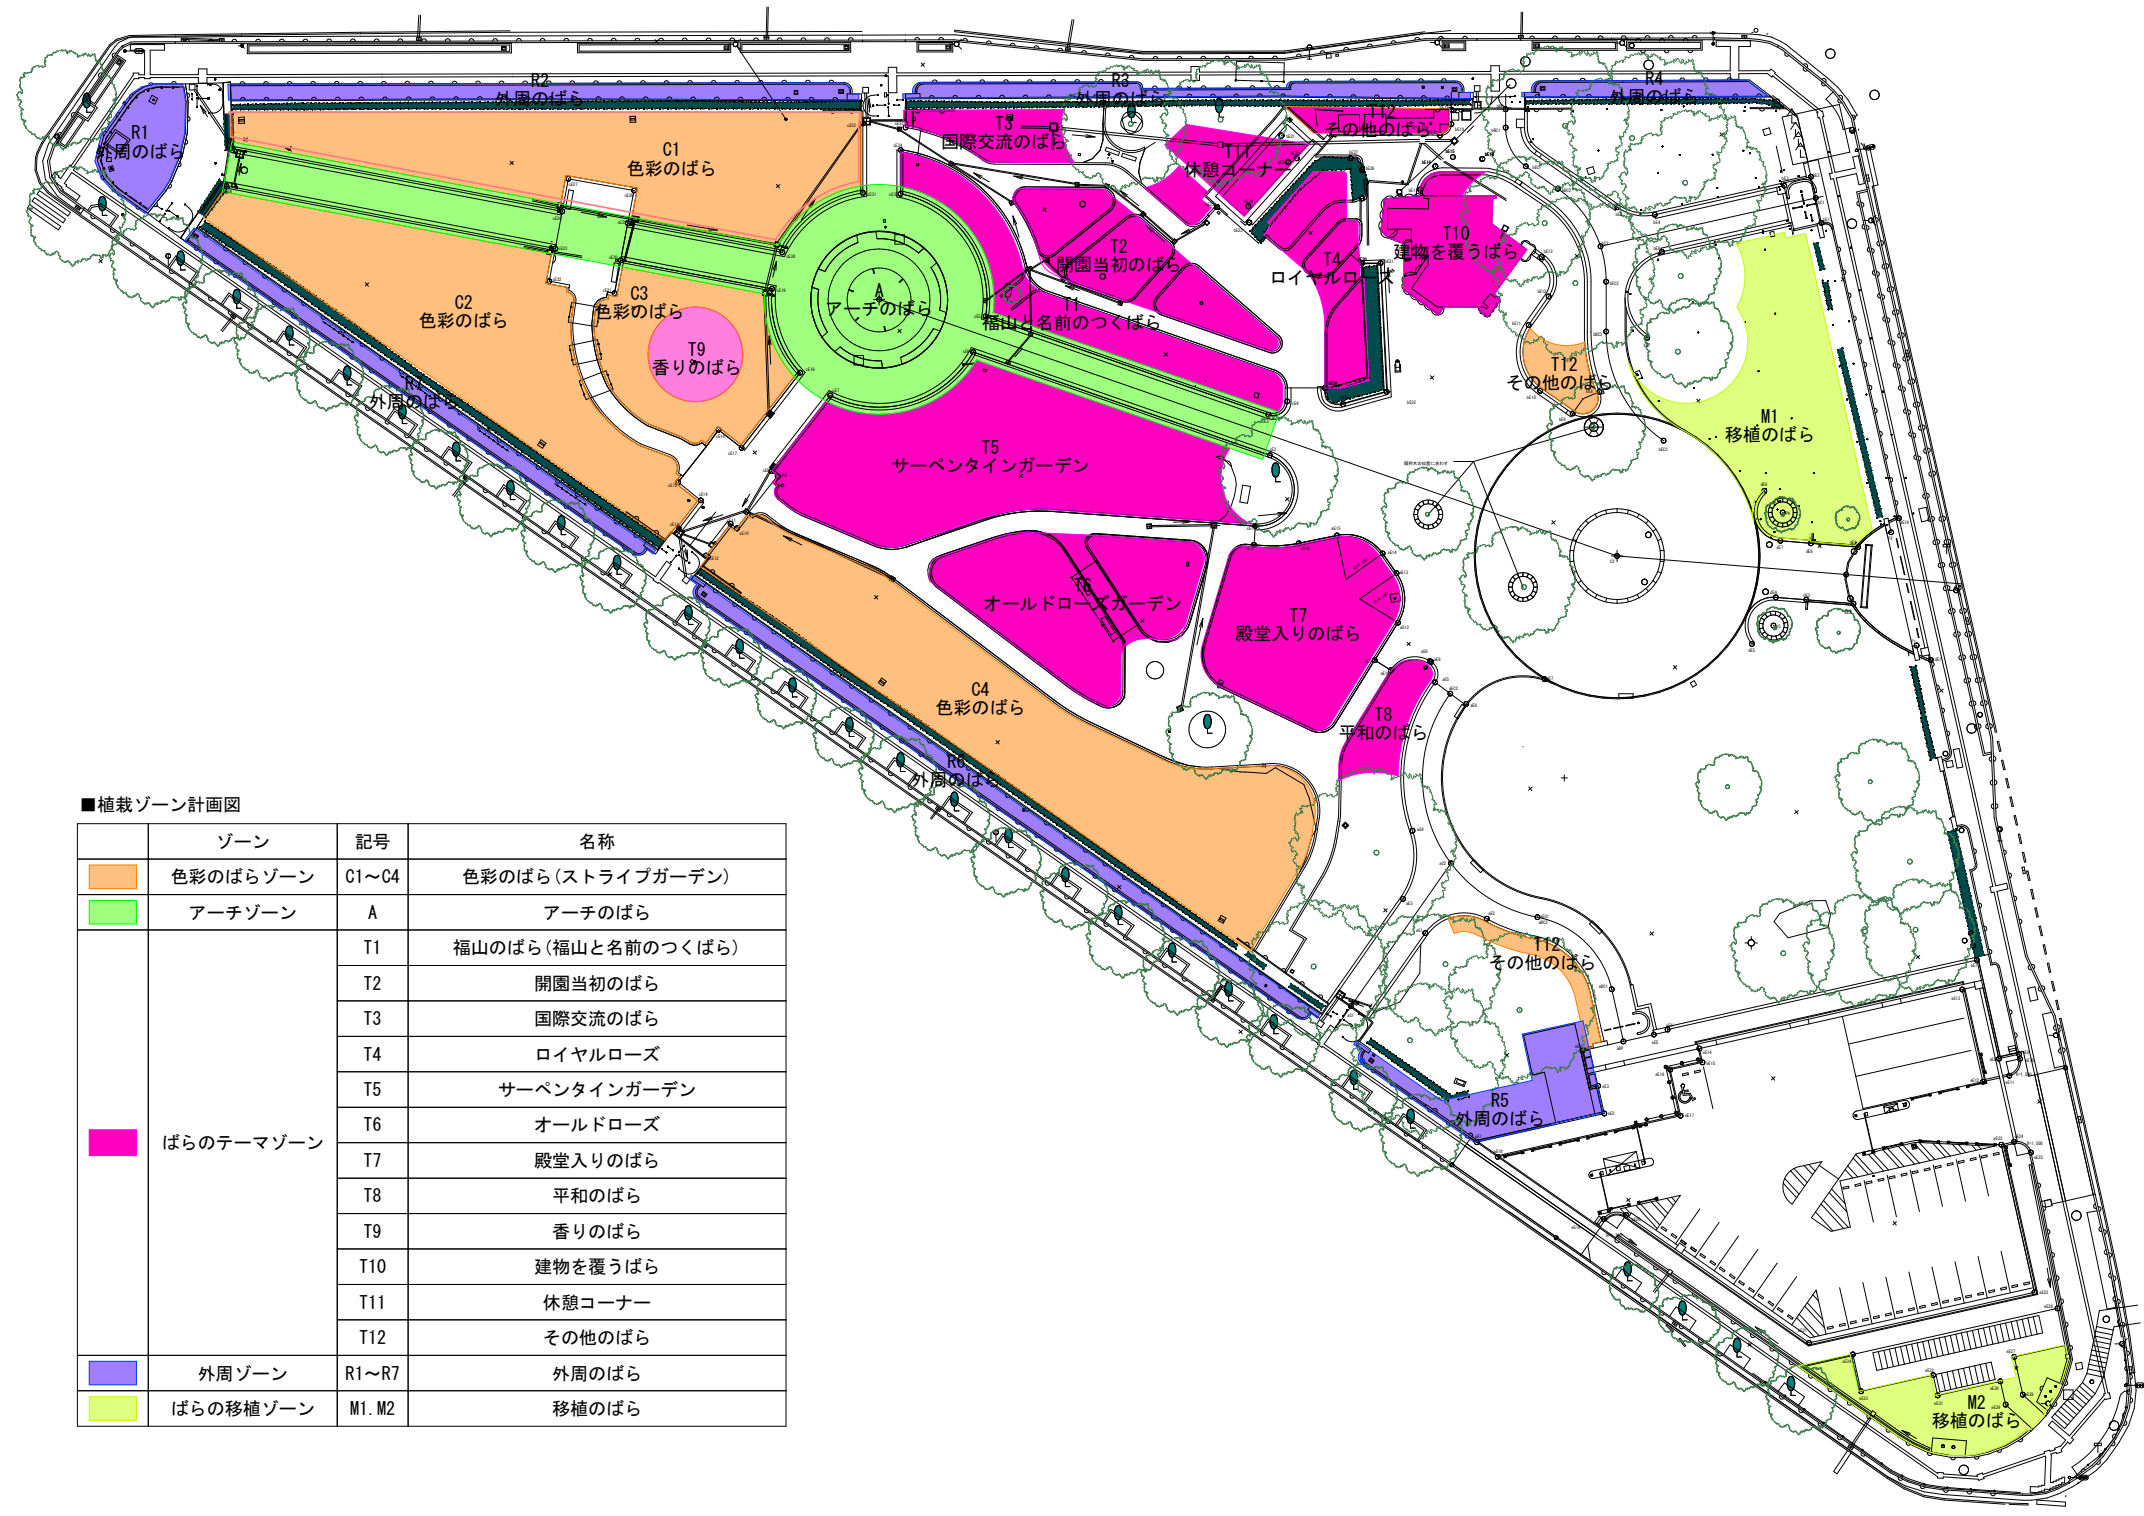 R2
外周のばら
R3
外周のばら
R4
外周のばら
R1
外周のばら
C1
色彩のばら
T3
国際交流のばら
T12
その他のばら
T11
休憩コーナー
T2
開園当初のばら
T10
建物を覆うばら
T4
ロイヤルローズ
C2
色彩のばら
C3
色彩のばら
A
アーチのばら
T1
福山と名前のつくばら
T9
香りのばら
T12
その他のばら
R7
外周のばら
M1
移植のばら
T5
サーペンタインガーデン
T6
オールドローズガーデン
T7
殿堂入りのばら
C4
色彩のばら
T8
平和のばら
R6
外周のばら
T12
その他のばら
R5
外周のばら
M2
移植のばら
■植栽ゾーン計画図
ゾーン 記号 名称
色彩のばらゾーン C1～C4 色彩のばら(ストライプガーデン)
アーチゾーン A アーチのばら
ばらのテーマゾーン
T1 福山のばら(福山と名前のつくばら)
T2 開園当初のばら
T3 国際交流のばら
T4 ロイヤルローズ
T5 サーペンタインガーデン
T6 オールドローズ
T7 殿堂入りのばら
T8 平和のばら
T9 香りのばら
T10 建物を覆うばら
T11 休憩コーナー
T12 その他のばら
外周ゾーン R1～R7 外周のばら
ばらの移植ゾーン M1.M2 移植のばら